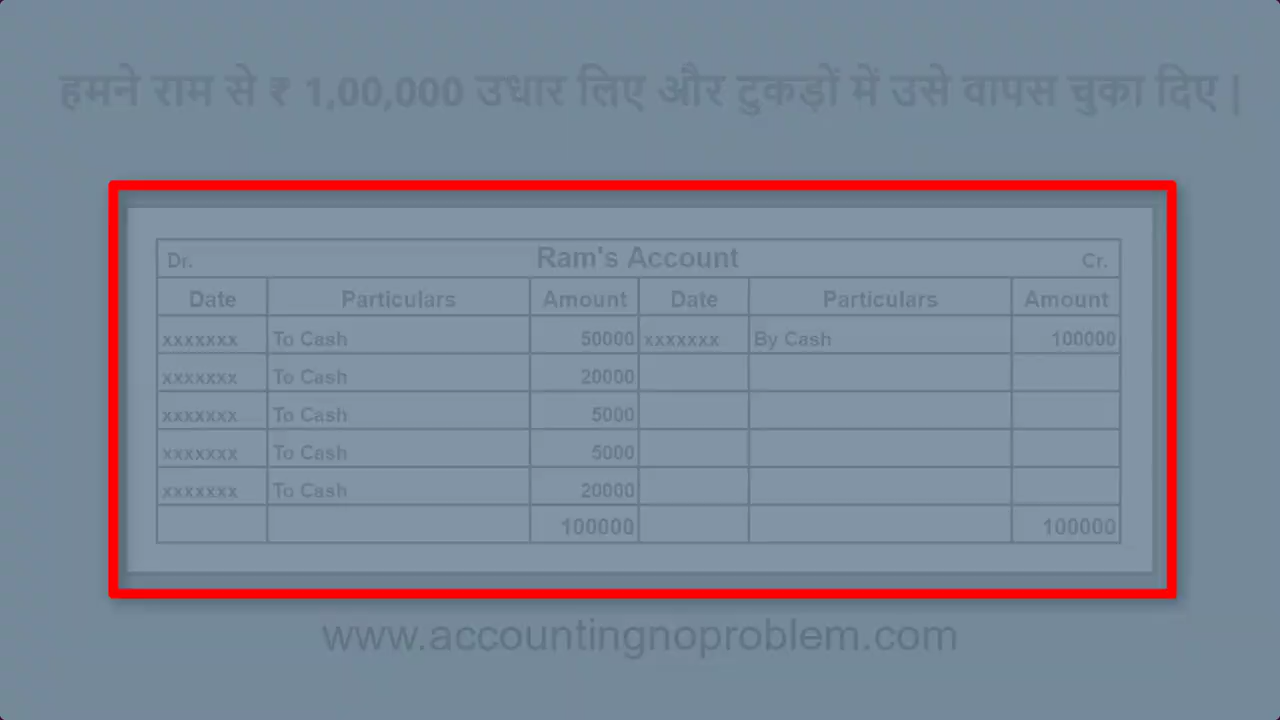 हमने राम से ₹ 1,00,000 उधार लिए और टुकड़ों में उसे वापस चुका दिए |
Dr. Ram's Account Cr.
Date Particulars Amount Date Particulars Amount
xxxxxxx To Cash 50000 xxxxxxx By Cash 100000
xxxxxxx To Cash 20000
xxxxxxx To Cash 5000
xxxxxxx To Cash 5000
xxxxxxx To Cash 20000
100000 100000
www.accountingnoproblem.com